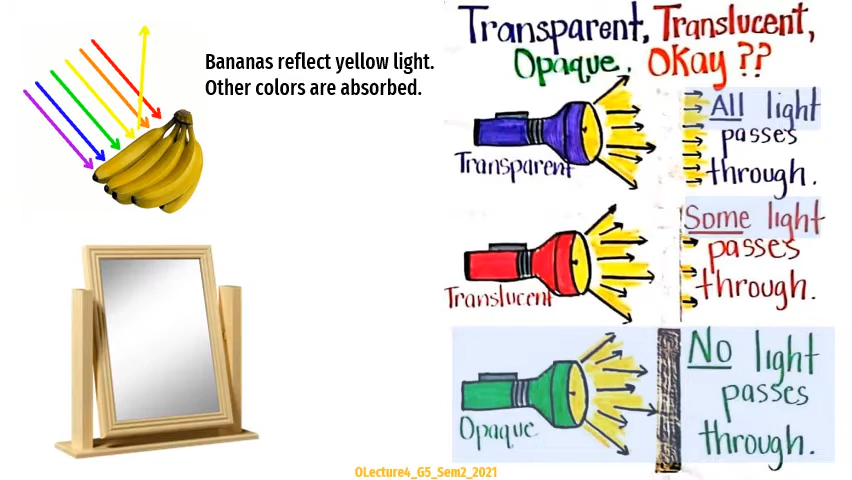 Bananas reflect yellow light.
Other colors are absorbed.
Transparent, Translucent,
Opaque, Okay ??
Transparent
All light
passes
through.
Translucent
Some light
passes
through.
Opaque
No light
passes
through.
OLecture4_G5_Sem2_2021